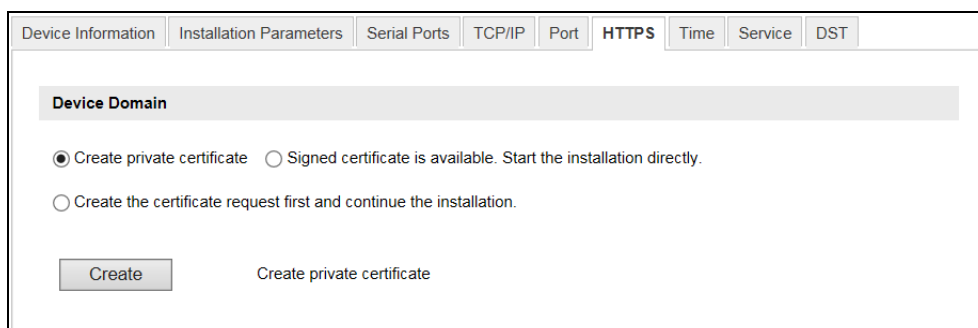 Device Information Installation Parameters Serial Ports TCP/IP Port HTTPS Time Service DST
Device Domain
Create private certificate Signed certificate is available. Start the installation directly.
Create the certificate request first and continue the installation.
Create Create private certificate